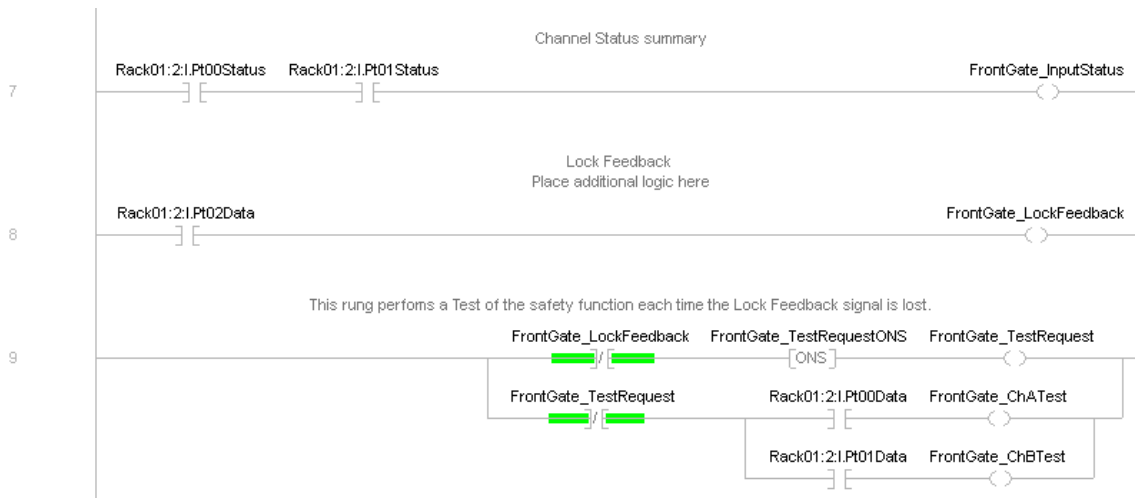 Channel Status summary
Rack01:2:I.Pt00Status Rack01:2:I.Pt01Status FrontGate_InputStatus
7
Lock Feedback
Place additional logic here
Rack01:2:I.Pt02Data FrontGate_LockFeedback
8
This rung perfoms a Test of the safety function each time the Lock Feedback signal is lost.
FrontGate_LockFeedback FrontGate_TestRequestONS FrontGate_TestRequest
9 / ONS
FrontGate_TestRequest Rack01:2:I.Pt00Data FrontGate_ChATest
/
Rack01:2:I.Pt01Data FrontGate_ChBTest